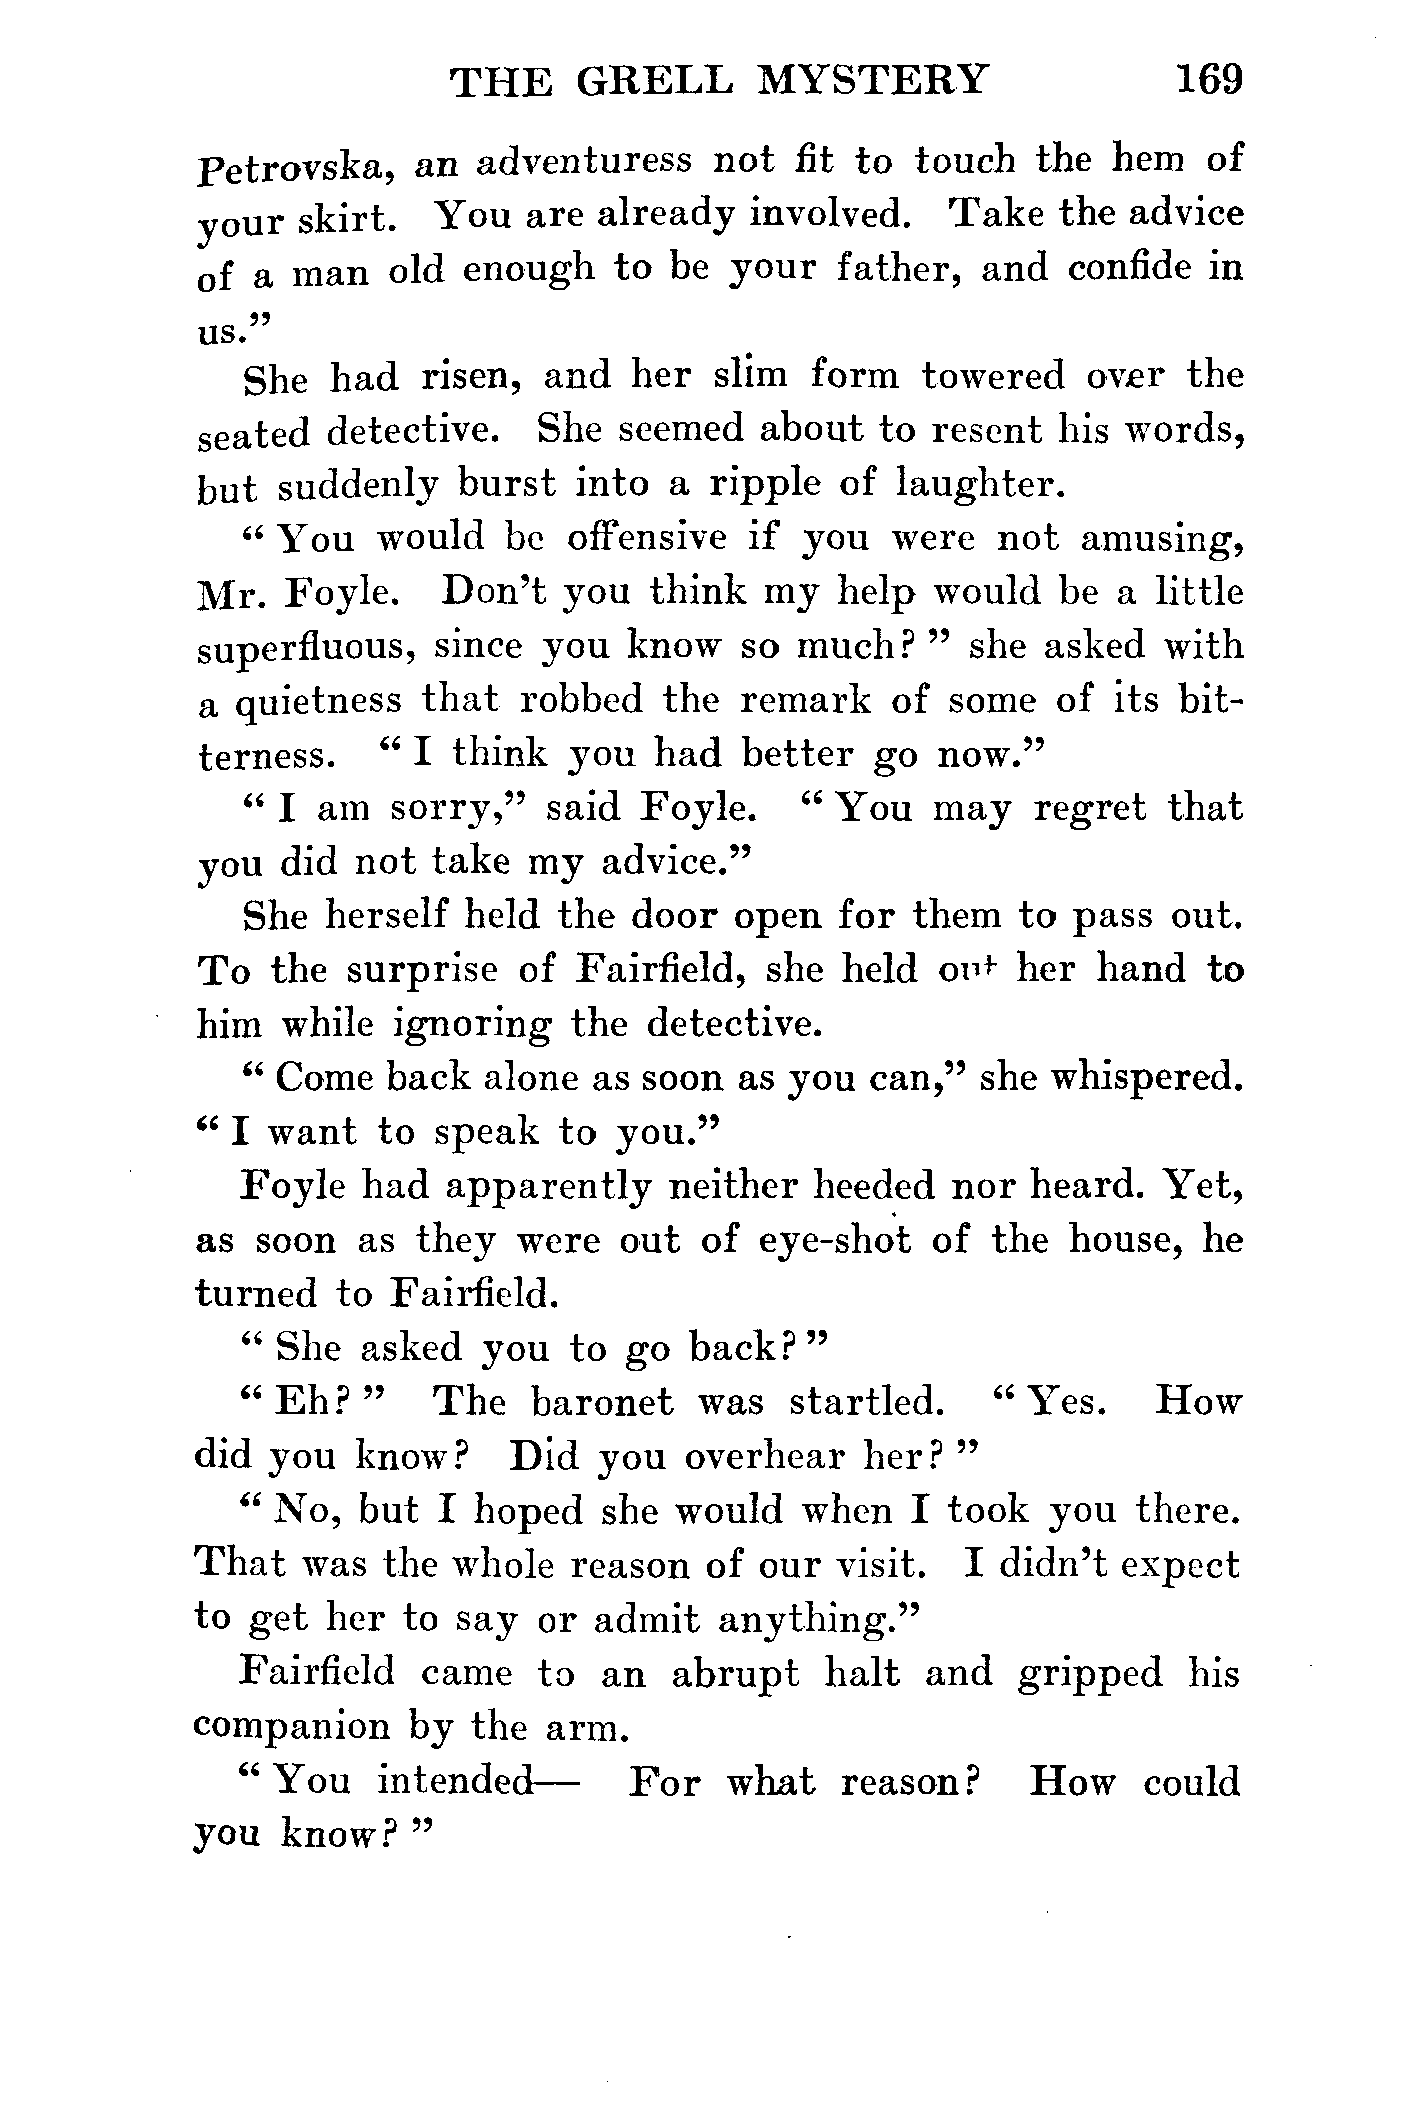 THE GRELL MYSTERY 169
Petrovska, an adventuress not fit to touch the hem of
your skirt. You are already involved. Take the advice
of a man old enough to be your father, and confide in
us.”
She had risen, and her slim form towered over the
seated detective. She seemed about to resent his words,
but suddenly burst into a ripple of laughter.
“ You would be offensive if you were not amusing,
Mr. Foyle. Don’t you think my help would be a little
superfluous, since you know so much? ” she asked with
a quietness that robbed the remark of some of its bit-
terness. “ I think you had better go now.”
“ I am sorry,” said Foyle. “ You may regret that
you did not take my advice.”
She herself held the door open for them to pass out.
To the surprise of Fairfield, she held out her hand to
him while ignoring the detective.
“ Come back alone as soon as you can,” she whispered.
“ I want to speak to you.”
Foyle had apparently neither heeded nor heard. Yet,
as soon as they were out of eye-shot of the house, he
turned to Fairfield.
“ She asked you to go back? ”
“ Eh? ” The baronet was startled. “ Yes. How
did you know? Did you overhear her? ”
“ No, but I hoped she would when I took you there.
That was the whole reason of our visit. I didn’t expect
to get her to say or admit anything.”
Fairfield came to an abrupt halt and gripped his
companion by the arm.
“ You intended— For what reason? How could
you know? ”